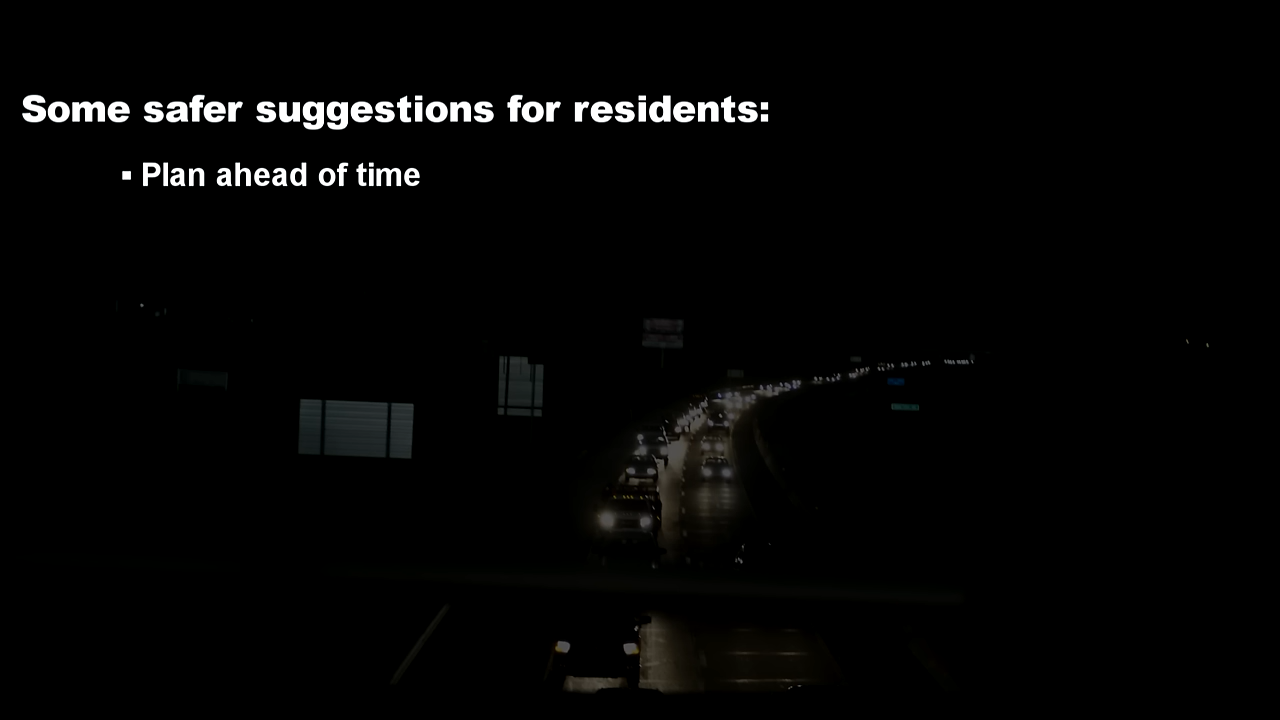 Some safer suggestions for residents:
▪ Plan ahead of time